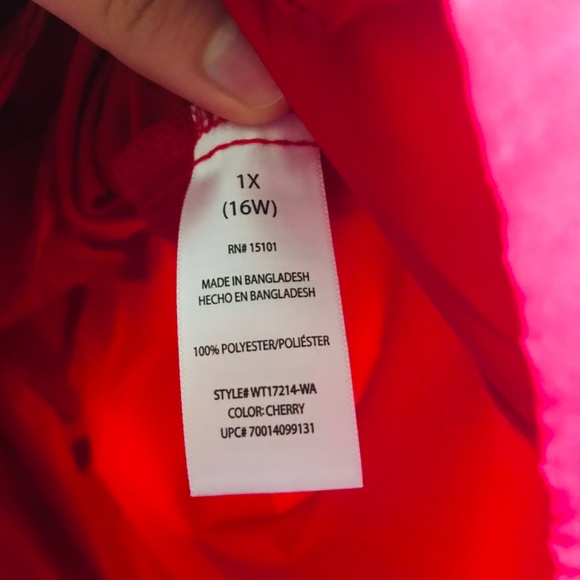 1X
(16W)
RN# 15101
MADE IN BANGLADESH
HECHO EN BANGLADESH
100% POLYESTER/POLIÉSTER
STYLE# WT17214-WA
COLOR: CHERRY
UPC# 70014099131